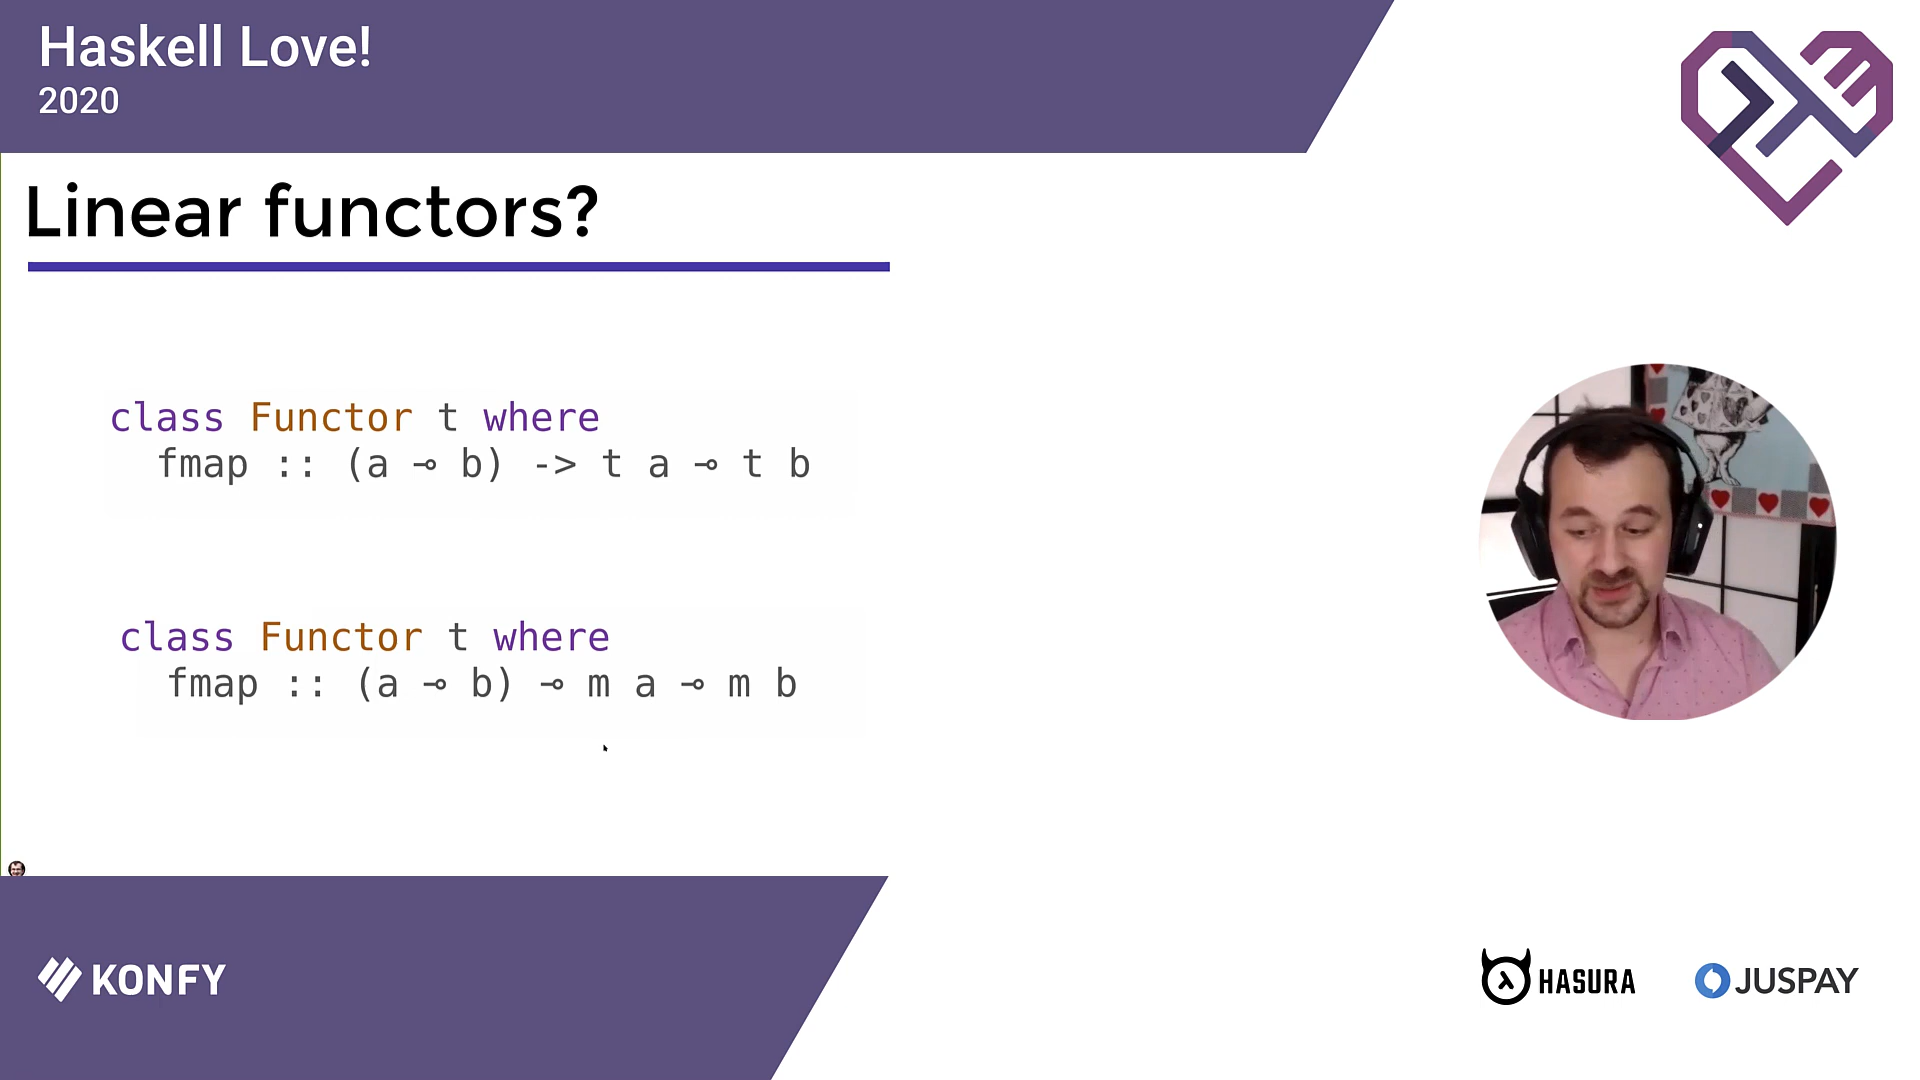 Haskell Love!
2020
Linear functors?
class Functor t where
fmap :: (a ⊸ b) -> t a ⊸ t b
class Functor t where
fmap :: (a ⊸ b) ⊸ m a ⊸ m b
KONFY
HASURA
JUSPAY